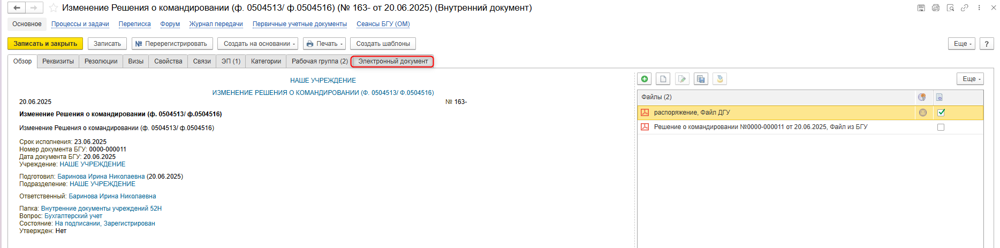 Изменение Решения о командировании (ф. 0504513/ ф.0504516) (№ 163- от 20.06.2025) (Внутренний документ)
Основное Процессы и задачи Переписка Форум Журнал передачи Первичные учетные документы Сеансы БГУ (ОМ)
Записать и закрыть Записать № Перерегистрировать Создать на основании Печать Создать шаблоны Еще ?
Обзор Реквизиты Резолюции Визы Свойства Связи ЭП (1) Категории Рабочая группа (2) Электронный документ
НАШЕ УЧРЕЖДЕНИЕ
ИЗМЕНЕНИЕ РЕШЕНИЯ О КОМАНДИРОВАНИИ (Ф. 0504513/ Ф.0504516)
20.06.2025 № 163-
Изменение Решения о командировании (ф. 0504513/ ф.0504516)
Изменение Решения о командировании (ф. 0504513/ ф.0504516)
Срок исполнения: 23.06.2025
Номер документа БГУ: 0000-000011
Дата документа БГУ: 20.06.2025
Учреждение: НАШЕ УЧРЕЖДЕНИЕ
Подготовил: Баринова Ирина Николаевна (20.06.2025)
Подразделение: НАШЕ УЧРЕЖДЕНИЕ
Ответственный: Баринова Ирина Николаевна
Папка: Внутренние документы учреждений 52Н
Вопрос: Бухгалтерский учет
Состояние: На подписании, Зарегистрирован
Утвержден: Нет
Еще
Файлы (2)
распоряжение, Файл ДГУ
Решение о командировании №0000-000011 от 20.06.2025, Файл из БГУ